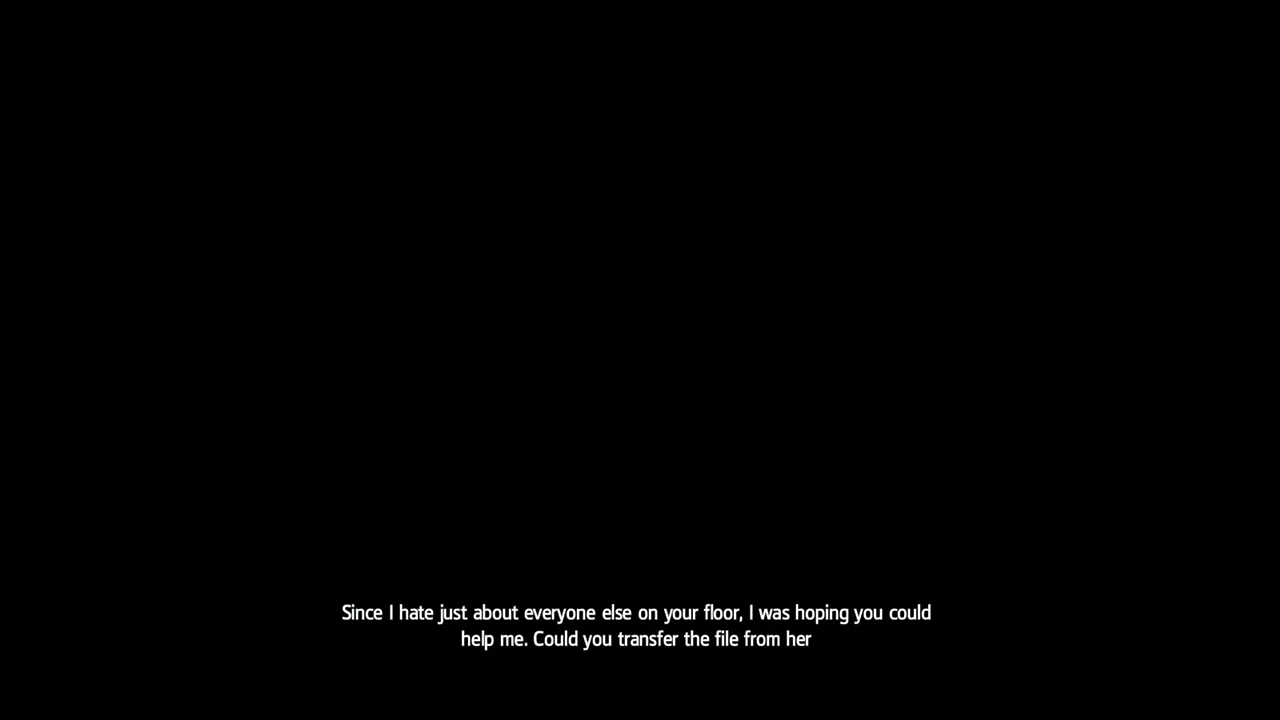 Since I hate just about everyone else on your floor, I was hoping you could
help me. Could you transfer the file from her